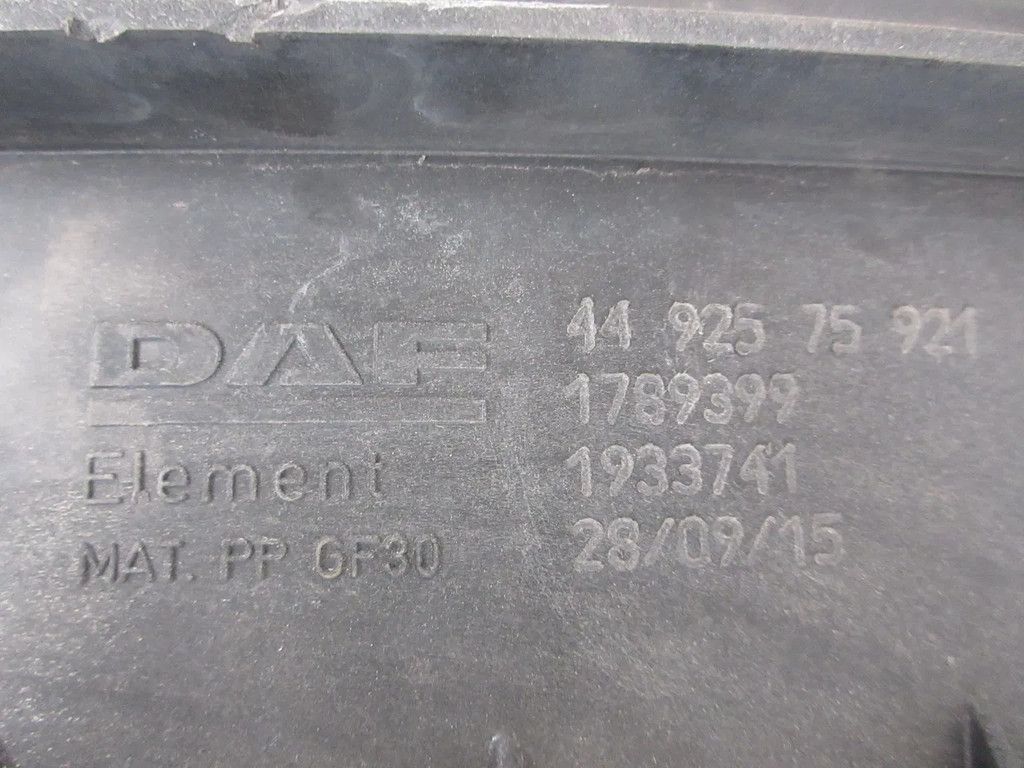 DAF
Element
MAT. PP GF30
44 925 75 921
1789399
1933741
28/09/15